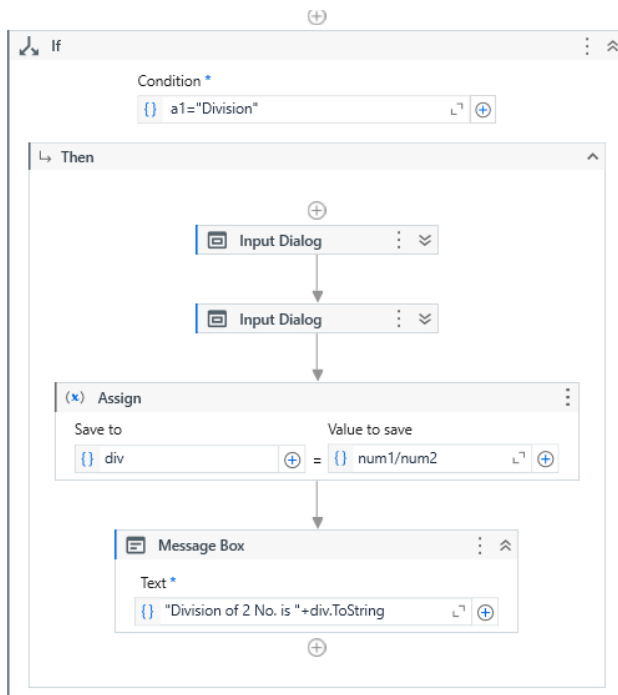 If
Condition *
{} a1="Division"
Then
Input Dialog
Input Dialog
(x) Assign
Save to Value to save
{} div = {} num1/num2
Message Box
Text *
{} "Division of 2 No. is "+div.ToString